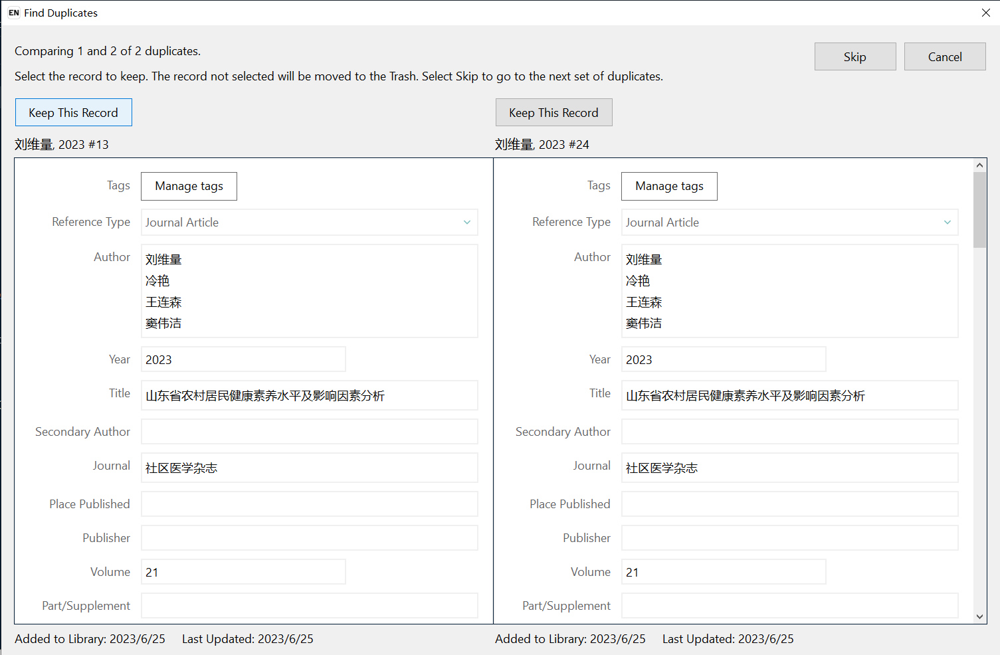 EN Find Duplicates
Comparing 1 and 2 of 2 duplicates.
Skip
Cancel
Select the record to keep. The record not selected will be moved to the Trash. Select Skip to go to the next set of duplicates.
Keep This Record
刘维量, 2023 #13
Tags Manage tags
Reference Type Journal Article
Author 刘维量
冷艳
王连森
窦伟洁
Year 2023
Title 山东省农村居民健康素养水平及影响因素分析
Secondary Author
Journal 社区医学杂志
Place Published
Publisher
Volume 21
Part/Supplement
Added to Library: 2023/6/25 Last Updated: 2023/6/25
Keep This Record
刘维量, 2023 #24
Tags Manage tags
Reference Type Journal Article
Author 刘维量
冷艳
王连森
窦伟洁
Year 2023
Title 山东省农村居民健康素养水平及影响因素分析
Secondary Author
Journal 社区医学杂志
Place Published
Publisher
Volume 21
Part/Supplement
Added to Library: 2023/6/25 Last Updated: 2023/6/25